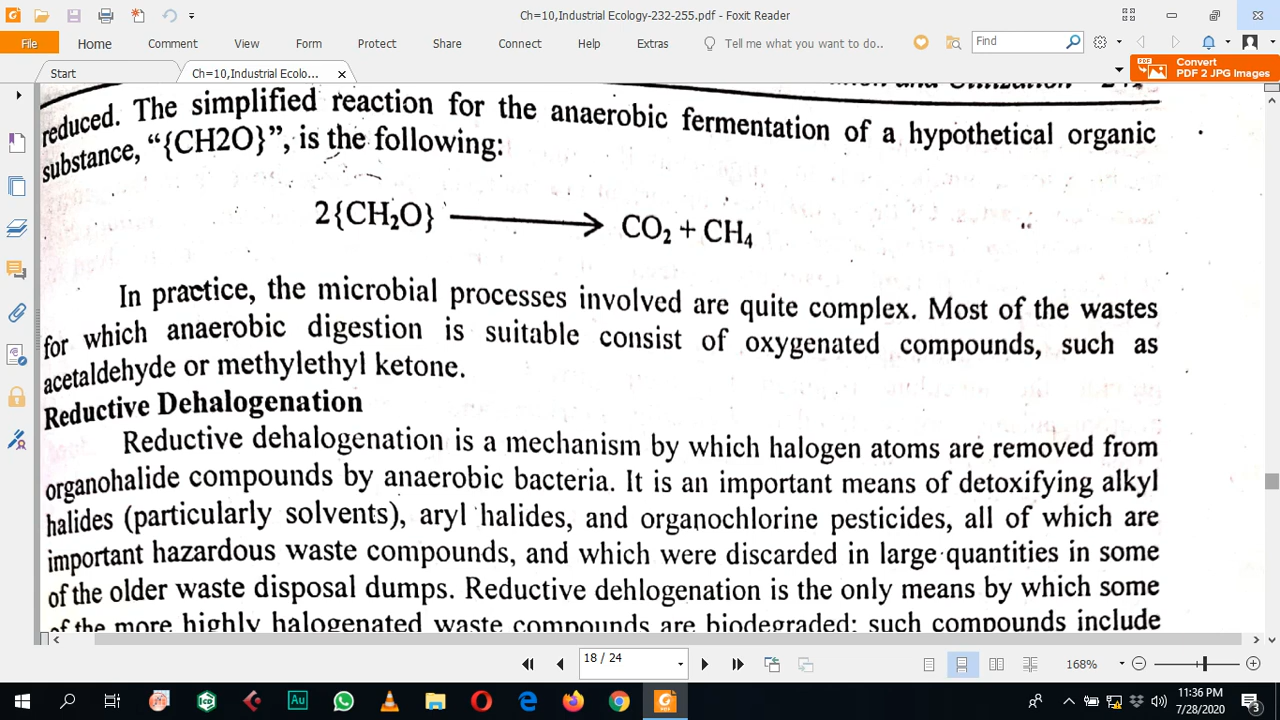 Ch=10,Industrial Ecology-232-255.pdf - Foxit Reader
File Home Comment View Form Protect Share Connect Help Extras Tell me what you want to do.. Find
Start Ch=10,Industrial Ecolo... Convert
PDF 2 JPG Images
reduced. The simplified reaction for the anaerobic fermentation of a hypothetical organic
substance, “{CH2O}”, is the following:
2{CH₂O} ⟶ CO₂ + CH₄
In practice, the microbial processes involved are quite complex. Most of the wastes
for which anaerobic digestion is suitable consist of oxygenated compounds, such as
acetaldehyde or methylethyl ketone.
Reductive Dehalogenation
Reductive dehalogenation is a mechanism by which halogen atoms are removed from
organohalide compounds by anaerobic bacteria. It is an important means of detoxifying alkyl
halides (particularly solvents), aryl halides, and organochlorine pesticides, all of which are
important hazardous waste compounds, and which were discarded in large quantities in some
of the older waste disposal dumps. Reductive dehlogenation is the only means by which some
of the more highly halogenated waste compounds are biodegraded; such compounds include
18 / 24 168%
Au
11:36 PM
7/28/2020 3